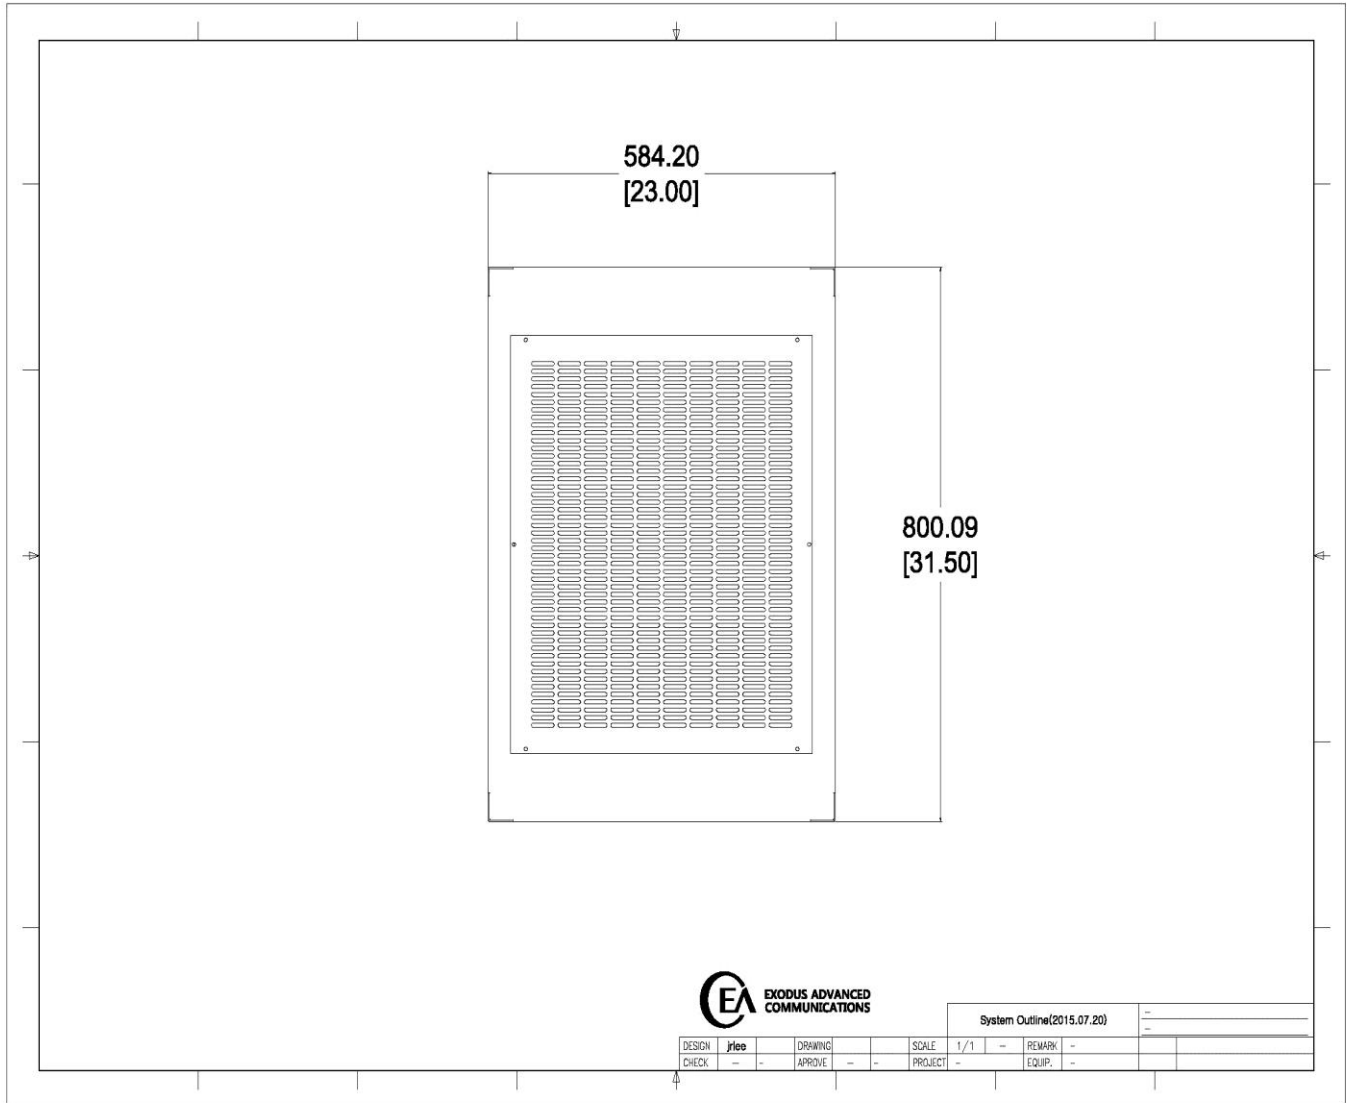 584.20
[23.00]
800.09
[31.50]
EA EXODUS ADVANCED
COMMUNICATIONS
System Outline(2015.07.20) -
-
DESIGN jrlee DRAWING SCALE 1/1 - REMARK -
CHECK - - APROVE - - PROJECT - EQUIP. -